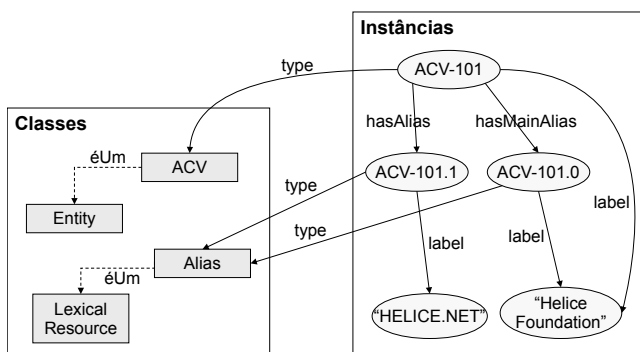 Instâncias
ACV-101
type
hasAlias
hasMainAlias
Classes
éUm
ACV
ACV-101.1
ACV-101.0
type
Entity
label
type
Alias
label
label
éUm
Lexical
Resource
“HELICE.NET”
“Helice
Foundation”